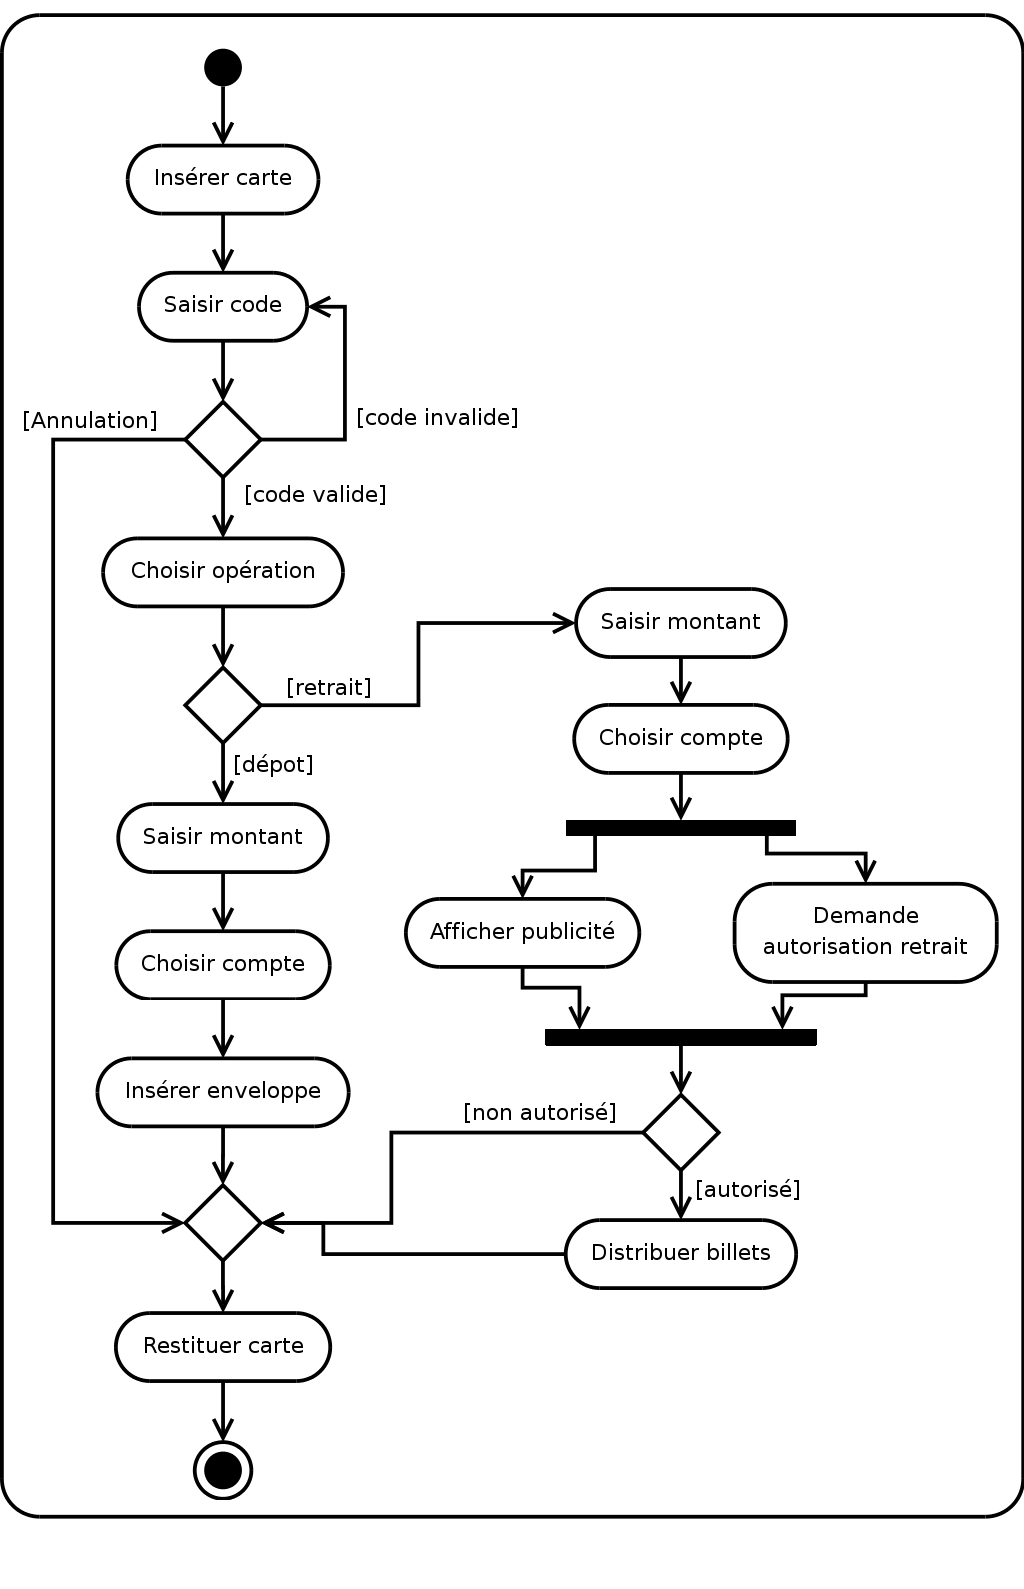 Insérer carte
Saisir code
[Annulation]
[code invalide]
[code valide]
Choisir opération
[retrait]
Saisir montant
Choisir compte
[dépot]
Saisir montant
Choisir compte
Insérer enveloppe
Afficher publicité
Demande
autorisation retrait
[non autorisé]
[autorisé]
Distribuer billets
Restituer carte